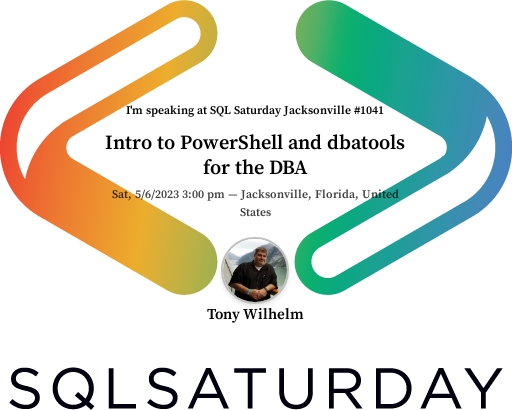 I'm speaking at SQL Saturday Jacksonville #1041
Intro to PowerShell and dbatools
for the DBA
Sat, 5/6/2023 3:00 pm — Jacksonville, Florida, United
States
Tony Wilhelm
SQLSATURDAY